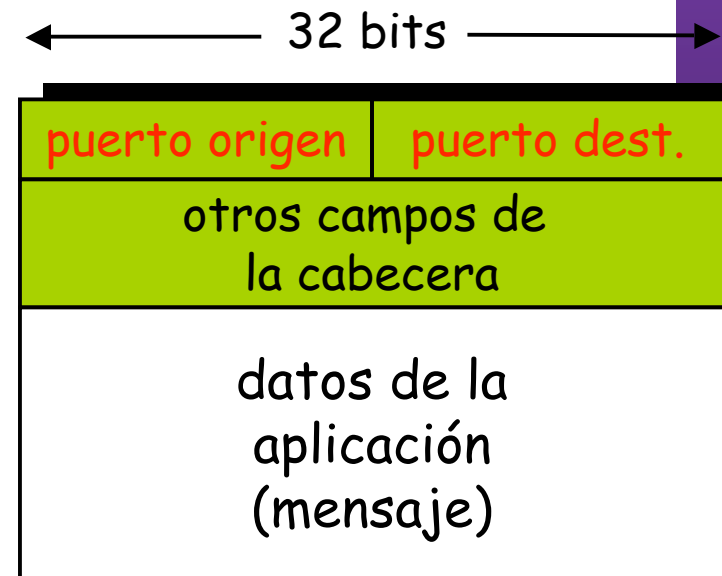 32 bits
puerto origen
puerto dest.
otros campos de
la cabecera
datos de la
aplicación
(mensaje)